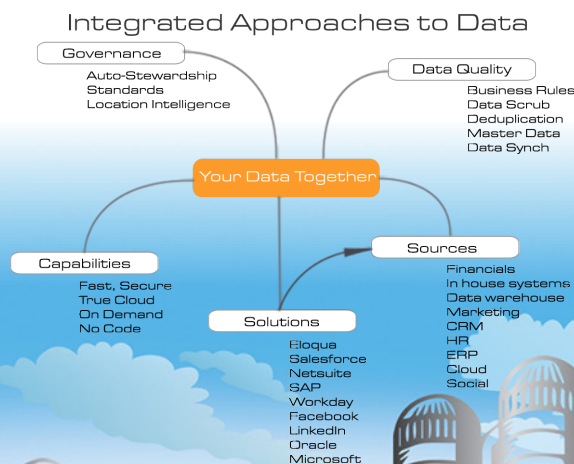 Integrated Approaches to Data
Governance
Auto-Stewardship
Standards
Location Intelligence
Data Quality
Business Rules
Data Scrub
Deduplication
Master Data
Data Synch
Your Data Together
Capabilities
Fast, Secure
True Cloud
On Demand
No Code
Solutions
Eloqua
Salesforce
Netsuite
SAP
Workday
Facebook
LinkedIn
Oracle
Microsoft
Sources
Financials
In house systems
Data warehouse
Marketing
CRM
HR
ERP
Cloud
Social